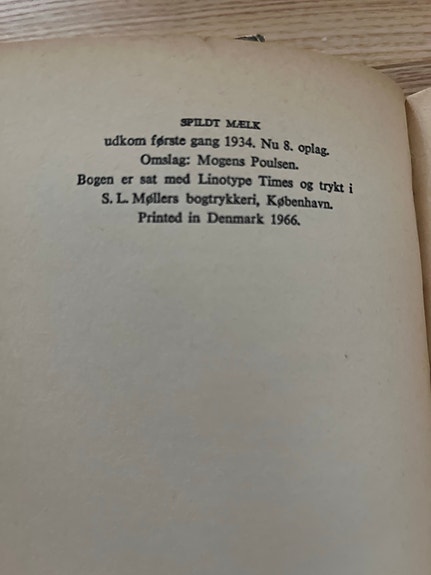 SPILDT MÆLK
udkom første gang 1934. Nu 8. oplag.
Omslag: Mogens Poulsen.
Bogen er sat med Linotype Times og trykt i
S. L. Møllers bogtrykkeri, København.
Printed in Denmark 1966.